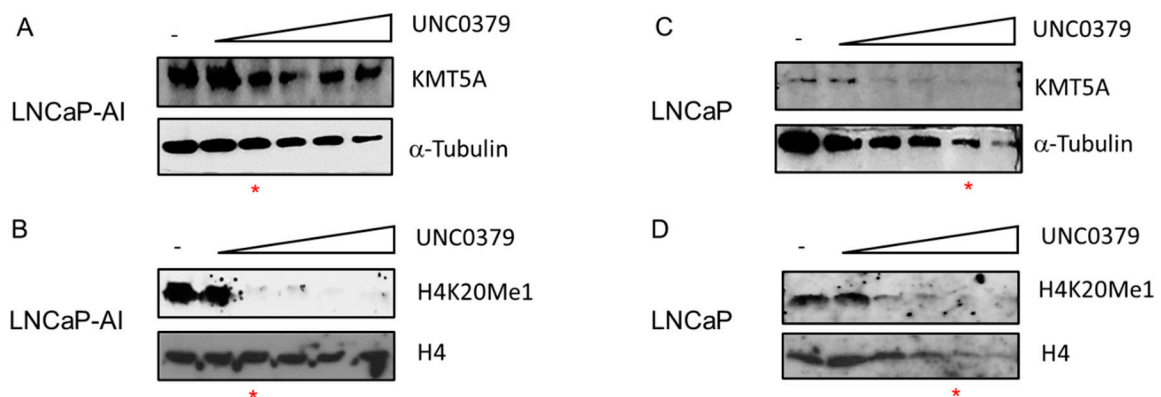 A
-
UNC0379
LNCaP-AI
KMT5A
α-Tubulin
*
B
-
UNC0379
LNCaP-AI
H4K20Me1
H4
*
C
-
UNC0379
LNCaP
KMT5A
α-Tubulin
*
D
-
UNC0379
LNCaP
H4K20Me1
H4
*